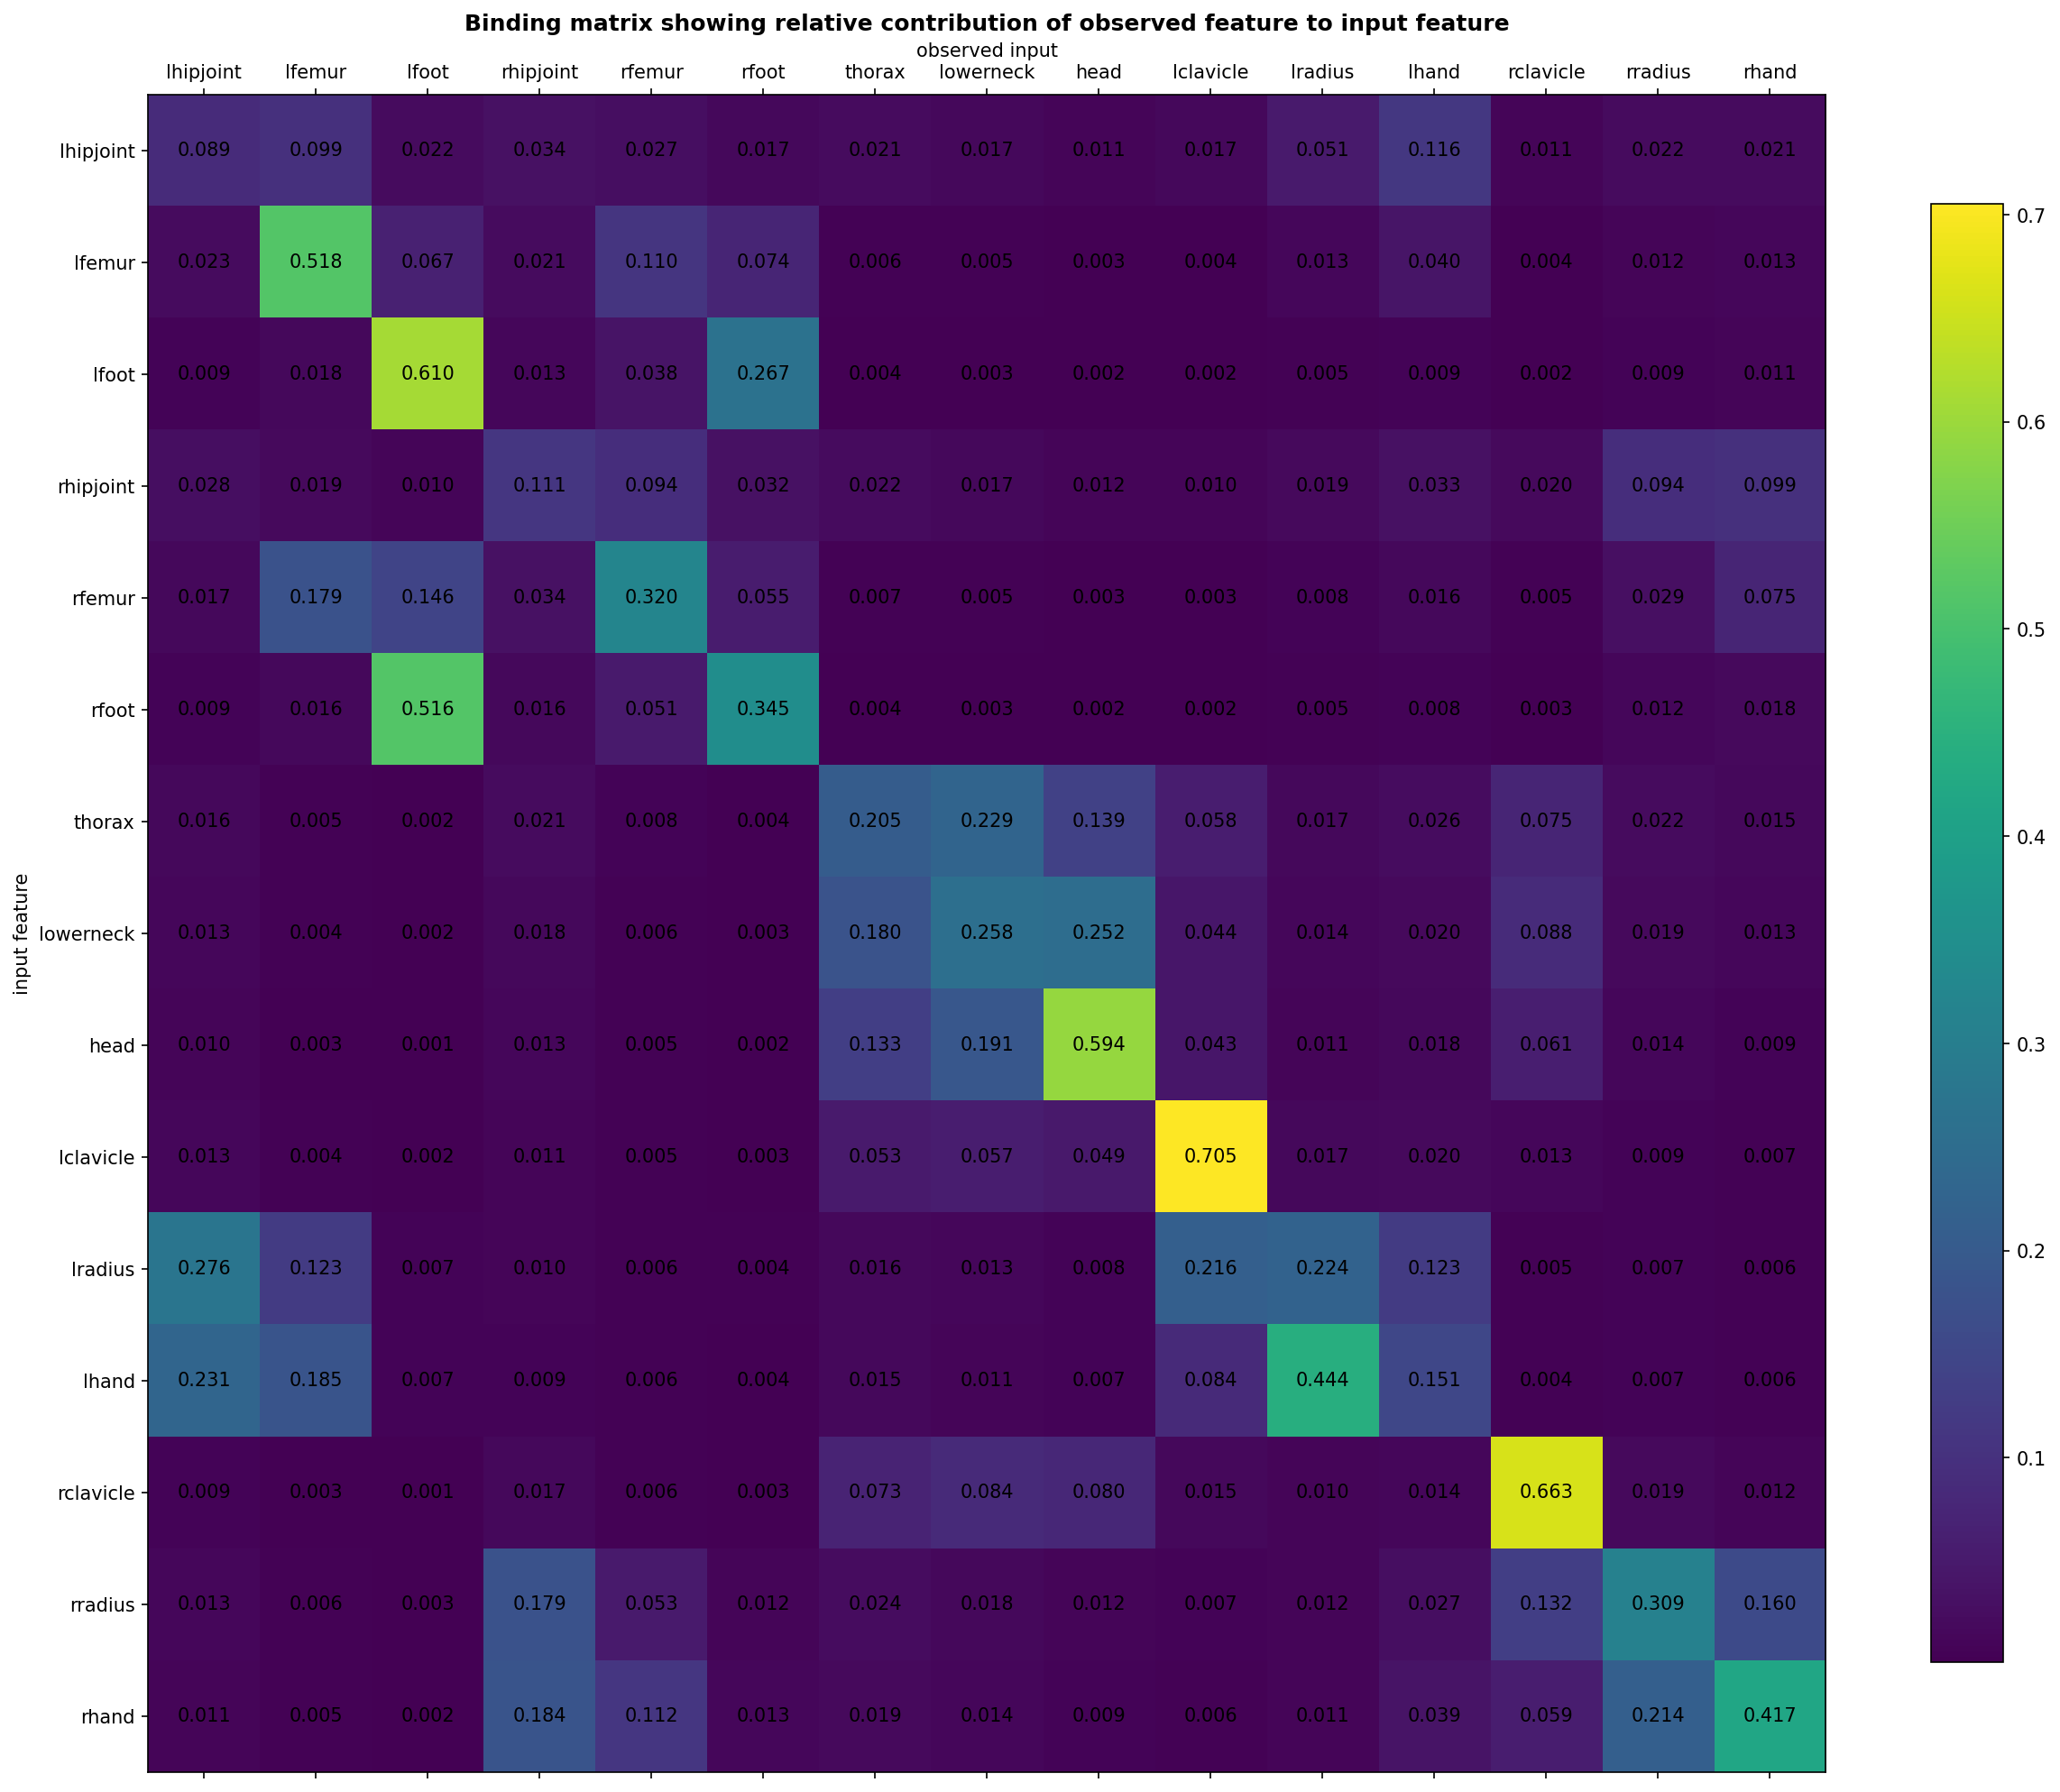 Binding matrix showing relative contribution of observed feature to input feature
observed input
lhipjoint lfemur lfoot rhipjoint rfemur rfoot thorax lowerneck head lclavicle lradius lhand rclavicle rradius rhand
lhipjoint 0.089 0.099 0.022 0.034 0.027 0.017 0.021 0.017 0.011 0.017 0.051 0.116 0.011 0.022 0.021
lfemur 0.023 0.518 0.067 0.021 0.110 0.074 0.006 0.005 0.003 0.004 0.013 0.040 0.004 0.012 0.013
lfoot 0.009 0.018 0.610 0.013 0.038 0.267 0.004 0.003 0.002 0.002 0.005 0.009 0.002 0.009 0.011
rhipjoint 0.028 0.019 0.010 0.111 0.094 0.032 0.022 0.017 0.012 0.010 0.019 0.033 0.020 0.094 0.099
rfemur 0.017 0.179 0.146 0.034 0.320 0.055 0.007 0.005 0.003 0.003 0.008 0.016 0.005 0.029 0.075
rfoot 0.009 0.016 0.516 0.016 0.051 0.345 0.004 0.003 0.002 0.002 0.005 0.008 0.003 0.012 0.018
thorax 0.016 0.005 0.002 0.021 0.008 0.004 0.205 0.229 0.139 0.058 0.017 0.026 0.075 0.022 0.015
lowerneck 0.013 0.004 0.002 0.018 0.006 0.003 0.180 0.258 0.252 0.044 0.014 0.020 0.088 0.019 0.013
head 0.010 0.003 0.001 0.013 0.005 0.002 0.133 0.191 0.594 0.043 0.011 0.018 0.061 0.014 0.009
lclavicle 0.013 0.004 0.002 0.011 0.005 0.003 0.053 0.057 0.049 0.705 0.017 0.020 0.013 0.009 0.007
lradius 0.276 0.123 0.007 0.010 0.006 0.004 0.016 0.013 0.008 0.216 0.224 0.123 0.005 0.007 0.006
lhand 0.231 0.185 0.007 0.009 0.006 0.004 0.015 0.011 0.007 0.084 0.444 0.151 0.004 0.007 0.006
rclavicle 0.009 0.003 0.001 0.017 0.006 0.003 0.073 0.084 0.080 0.015 0.010 0.014 0.663 0.019 0.012
rradius 0.013 0.006 0.003 0.179 0.053 0.012 0.024 0.018 0.012 0.007 0.012 0.027 0.132 0.309 0.160
rhand 0.011 0.005 0.002 0.184 0.112 0.013 0.019 0.014 0.009 0.006 0.011 0.039 0.059 0.214 0.417
input feature
0.7
0.6
0.5
0.4
0.3
0.2
0.1